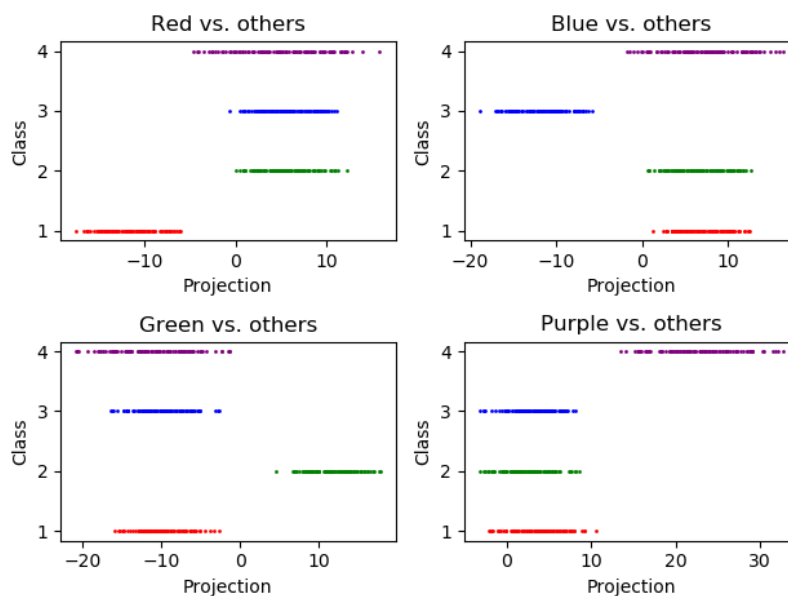 Red vs. others
4
3
2
1
Class
−10
0
10
Projection
Blue vs. others
4
3
2
1
Class
−20
−10
0
10
Projection
Green vs. others
4
3
2
1
Class
−20
−10
0
10
Projection
Purple vs. others
4
3
2
1
Class
0
10
20
30
Projection